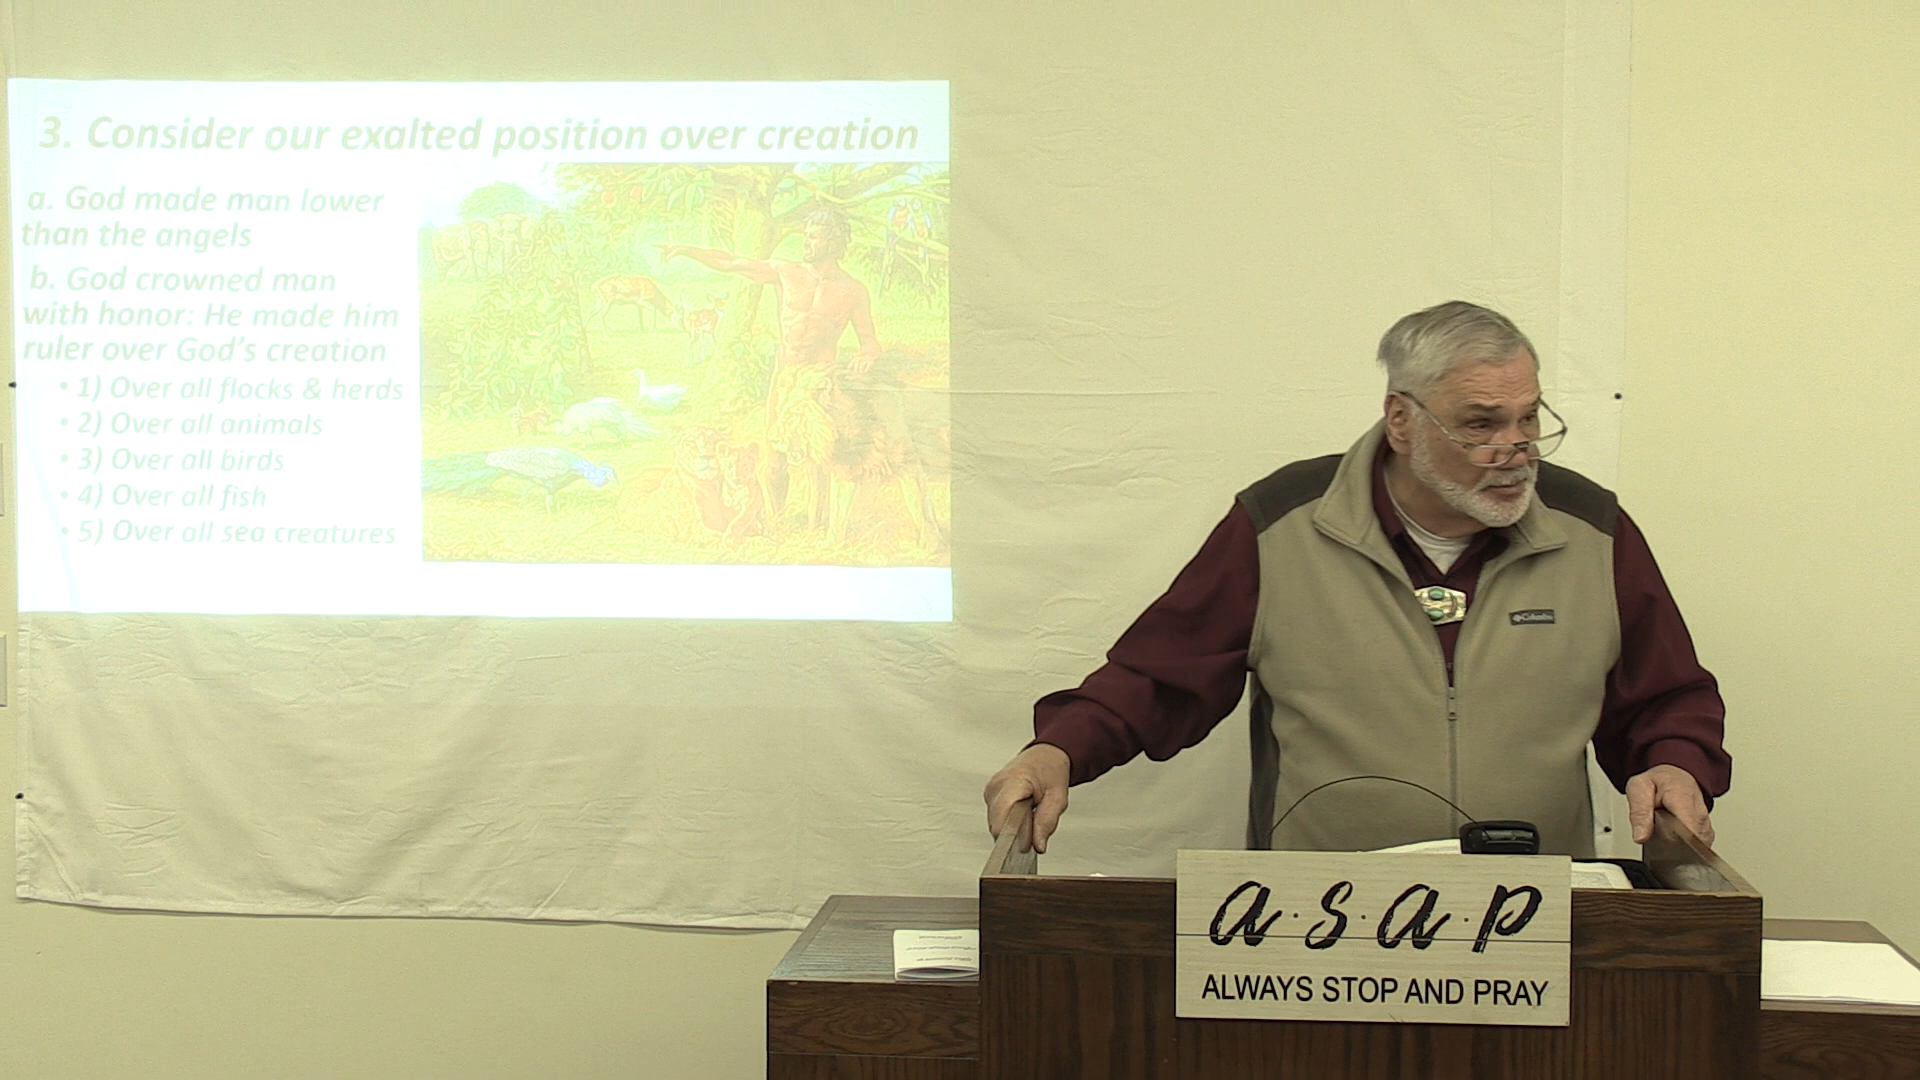 3. Consider our exalted position over creation
a. God made man lower
than the angels
b. God crowned man
with honor: He made him
ruler over God's creation
• 1) Over all flocks & herds
• 2) Over all animals
• 3) Over all birds
• 4) Over all fish
• 5) Over all sea creatures
Columbia
a·s·a·p
ALWAYS STOP AND PRAY